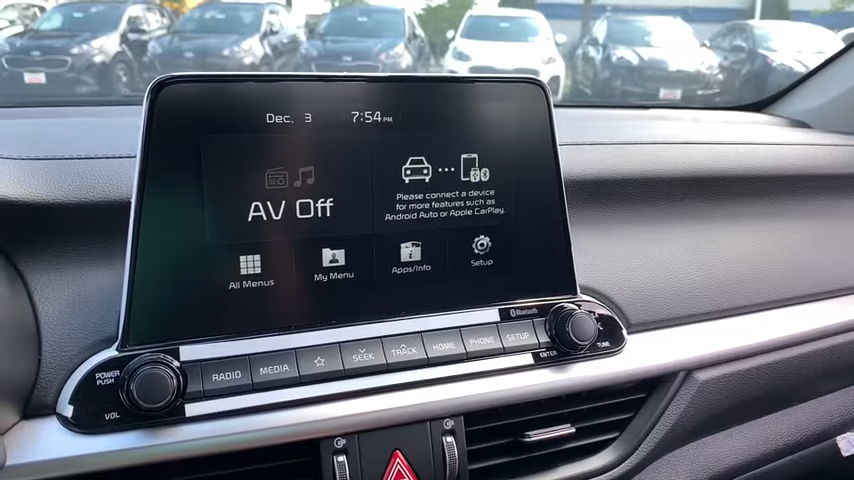 Dec. 3 7:54 PM
AV Off
Please connect a device
for more features such as
Android Auto or Apple CarPlay.
All Menus My Menu Apps/Info Setup
Bluetooth
POWER
PUSH
VOL
RADIO MEDIA SEEK TRACK HOME PHONE SETUP
ENTER
TUNE